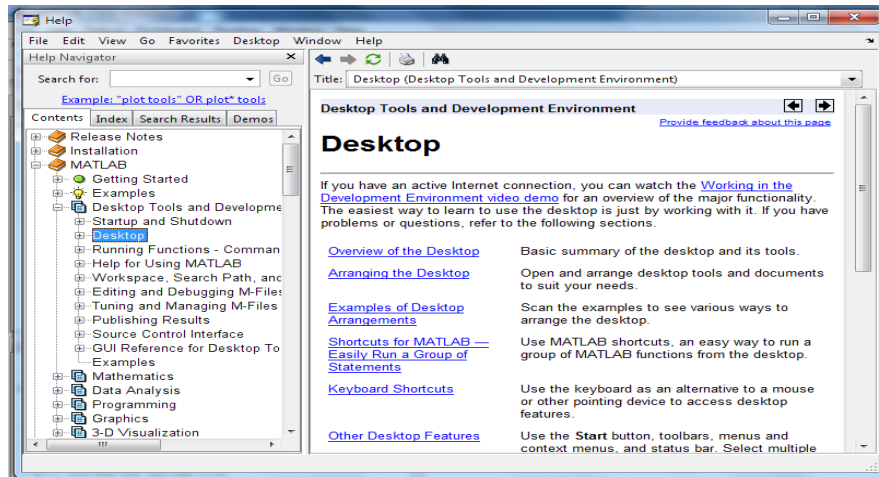 Help
File Edit View Go Favorites Desktop Window Help
Help Navigator
Search for:
Go
Example: "plot tools" OR plot* tools
Contents Index Search Results Demos
Release Notes
Installation
MATLAB
Getting Started
Examples
Desktop Tools and Developme
Startup and Shutdown
Desktop
Running Functions - Comman
Help for Using MATLAB
Workspace, Search Path, and
Editing and Debugging M-Files
Tuning and Managing M-Files
Publishing Results
Source Control Interface
GUI Reference for Desktop To
Examples
Mathematics
Data Analysis
Programming
Graphics
3-D Visualization
Title: Desktop (Desktop Tools and Development Environment)
Desktop Tools and Development Environment
Provide feedback about this page
Desktop
If you have an active Internet connection, you can watch the Working in the
Development Environment video demo for an overview of the major functionality.
The easiest way to learn to use the desktop is just by working with it. If you have
problems or questions, refer to the following sections.
Overview of the Desktop Basic summary of the desktop and its tools.
Arranging the Desktop Open and arrange desktop tools and documents
to suit your needs.
Examples of Desktop Scan the examples to see various ways to
Arrangements arrange the desktop.
Shortcuts for MATLAB — Use MATLAB shortcuts, an easy way to run a
Easily Run a Group of group of MATLAB functions from the desktop.
Statements
Keyboard Shortcuts Use the keyboard as an alternative to a mouse
or other pointing device to access desktop
features.
Other Desktop Features Use the Start button, toolbars, menus and
context menus, and status bar. Select multiple